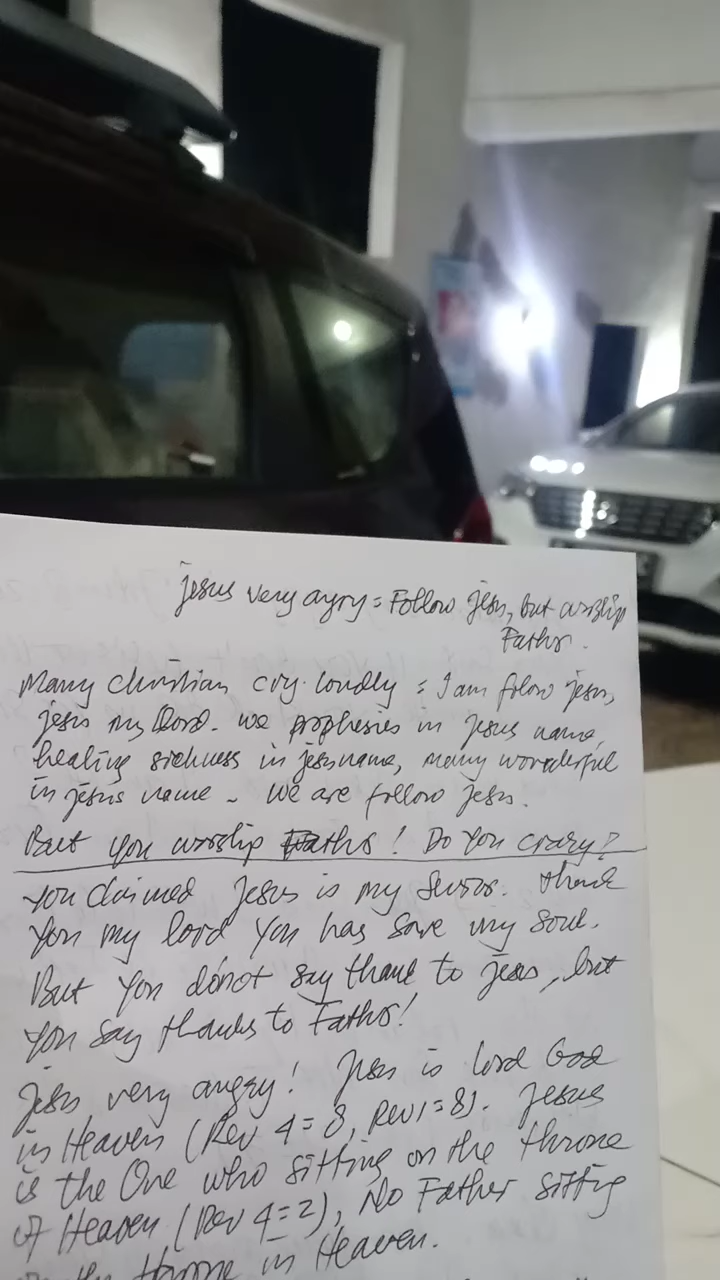 jesus very angry = Follow jesus, but worship
Father.
Many christian cry loudly = I am follow jesus,
jesus my Lord. we prophesies in Jesus name,
healing sickness in jesus name, many wonderful
in jesus name - we are follow jesus.
But you worship Father! Do You crazy?
You claimed Jesus is my Savior. thank
You my lord You has save my soul.
But You donot say thank to jesus, but
You say thanks to Father!
Jesus very angry! Jesus is lord God
in Heaven (Rev 4=8, Rev 1=8). Jesus
is the One who sitting on the throne
of Heaven (Rev 4=2), No Father sitting
on the throne in Heaven.